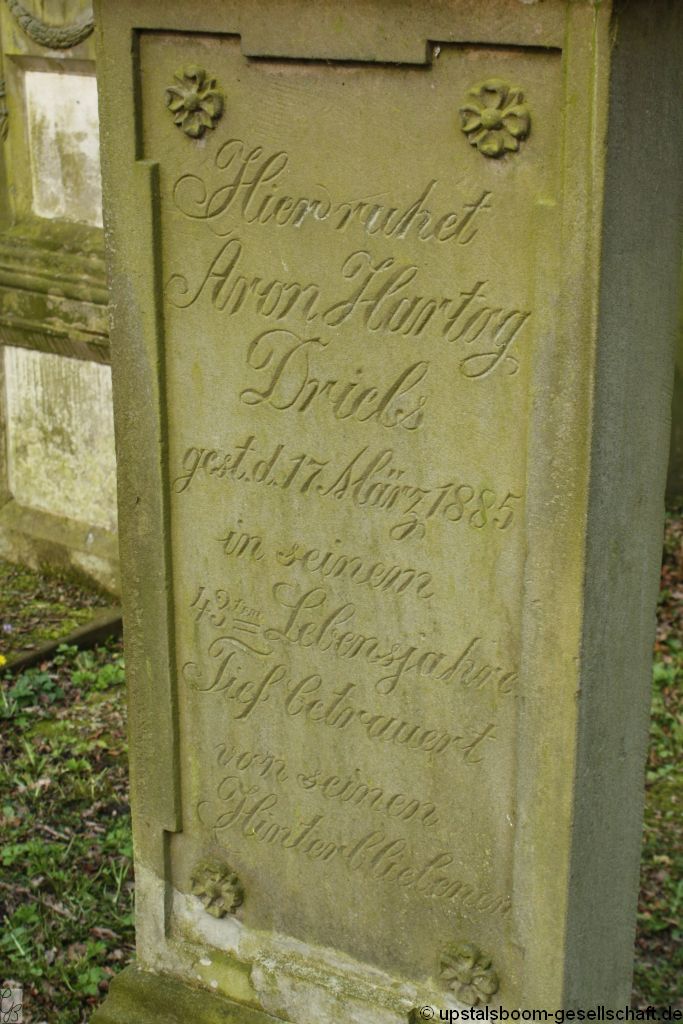 Hier ruhet
Aron Hartog
Driels
gest. d. 17 März 1885
in seinem
43tem Lebensjahre
Tief betrauert
von seinen
Hinterbliebenen
© upstalsboom-gesellschaft.de